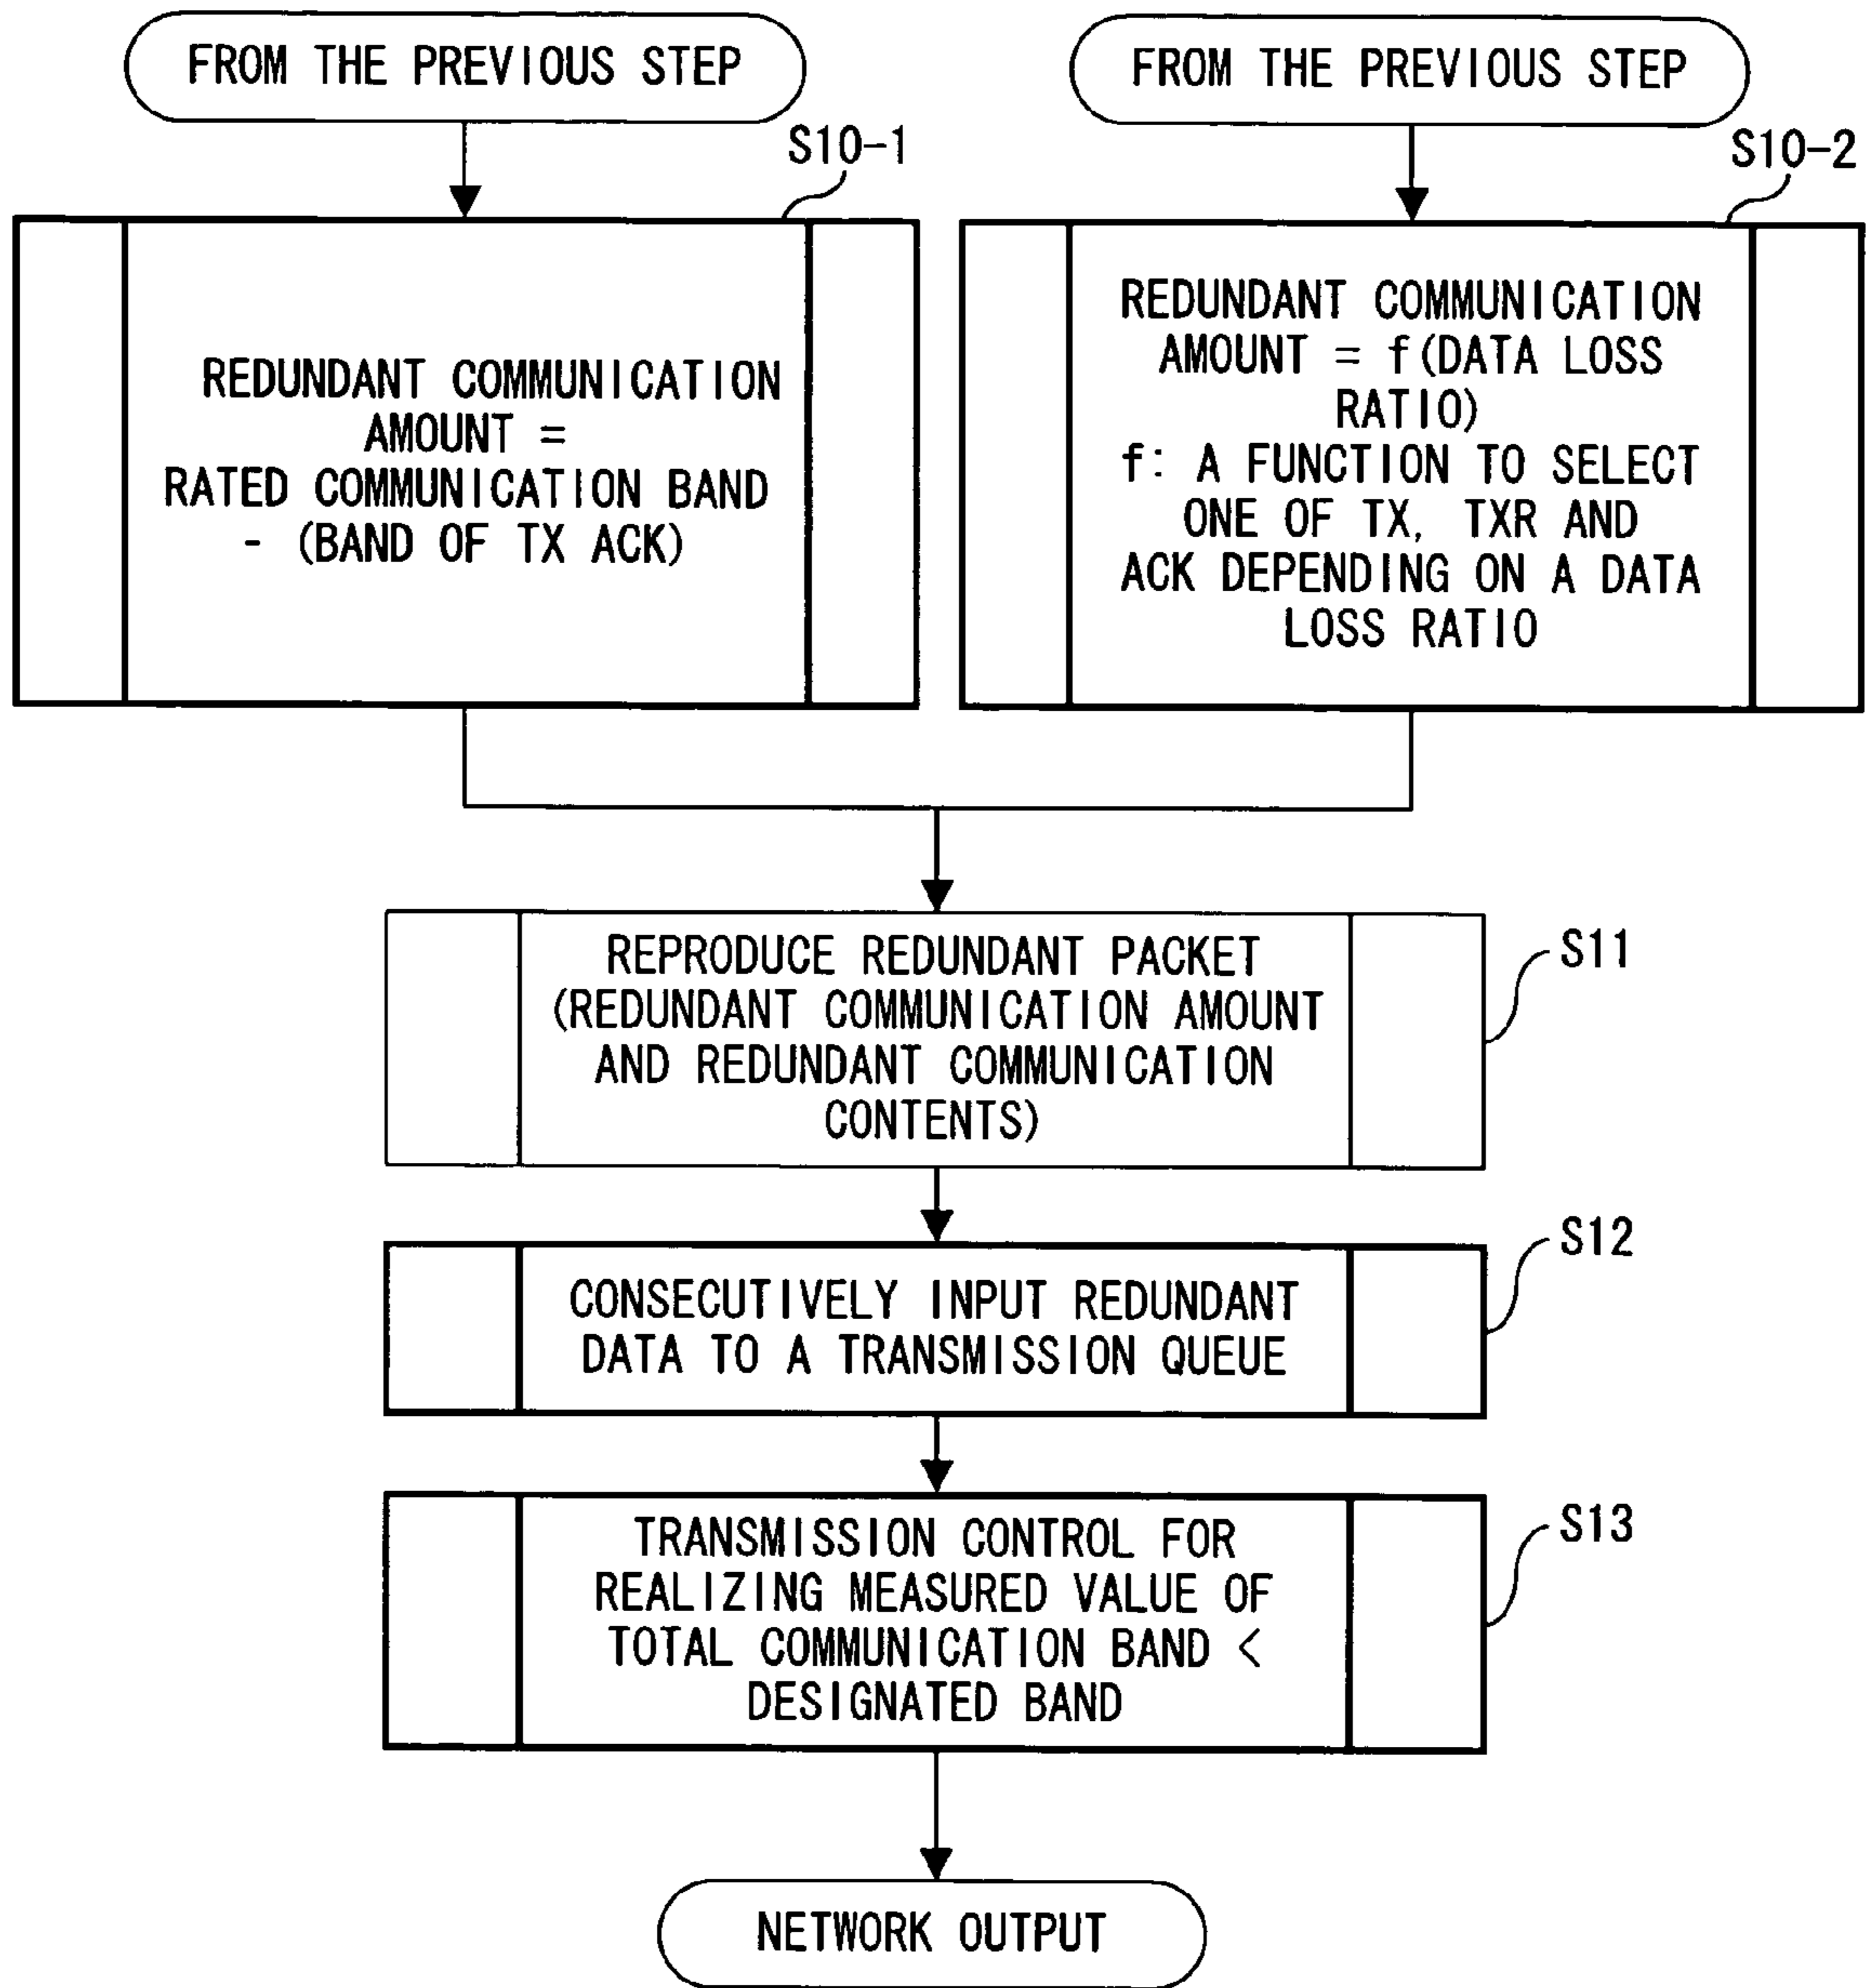 FROM THE PREVIOUS STEP
FROM THE PREVIOUS STEP
S10-1
S10-2
REDUNDANT COMMUNICATION
AMOUNT =
RATED COMMUNICATION BAND
- (BAND OF TX ACK)
REDUNDANT COMMUNICATION
AMOUNT = f(DATA LOSS
RATIO)
f: A FUNCTION TO SELECT
ONE OF TX, TXR AND
ACK DEPENDING ON A DATA
LOSS RATIO
REPRODUCE REDUNDANT PACKET
(REDUNDANT COMMUNICATION AMOUNT
AND REDUNDANT COMMUNICATION
CONTENTS)
S11
CONSECUTIVELY INPUT REDUNDANT
DATA TO A TRANSMISSION QUEUE
S12
TRANSMISSION CONTROL FOR
REALIZING MEASURED VALUE OF
TOTAL COMMUNICATION BAND <
DESIGNATED BAND
S13
NETWORK OUTPUT